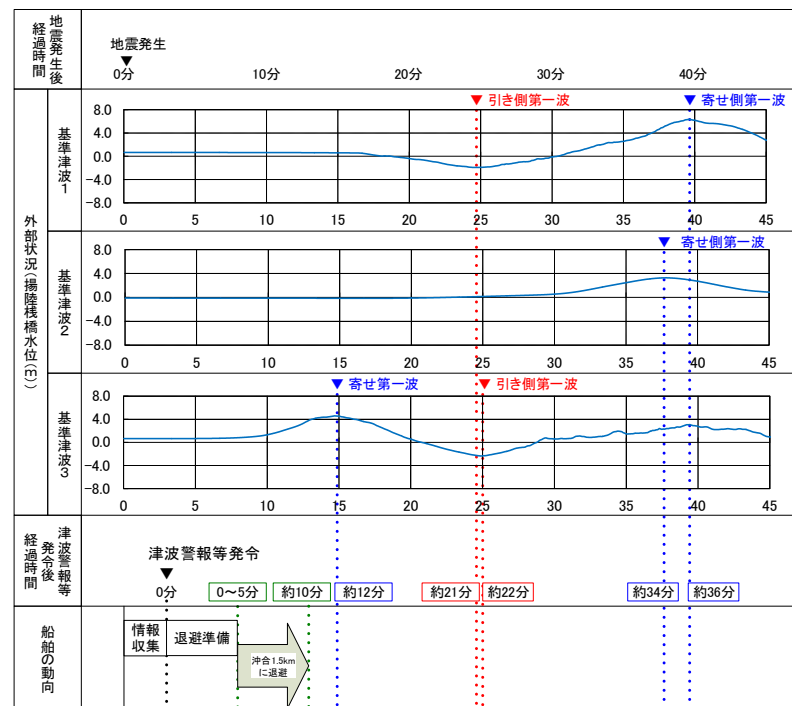 地震発生後
経過時間
地震発生
0分 10分 20分 30分 40分
外部状況(揚陸桟橋水位(m))
基準津波1
引き側第一波 寄せ側第一波
8.0
4.0
0.0
-4.0
-8.0
0 5 10 15 20 25 30 35 40 45
基準津波2
寄せ側第一波
8.0
4.0
0.0
-4.0
-8.0
0 5 10 15 20 25 30 35 40 45
基準津波3
寄せ第一波 引き側第一波
8.0
4.0
0.0
-4.0
-8.0
0 5 10 15 20 25 30 35 40 45
津波警報等
発令後
経過時間
津波警報等発令
0分 0~5分 約10分 約12分 約21分 約22分 約34分 約36分
船舶の動向
情報
収集
退避準備
沖合1.5km
に退避